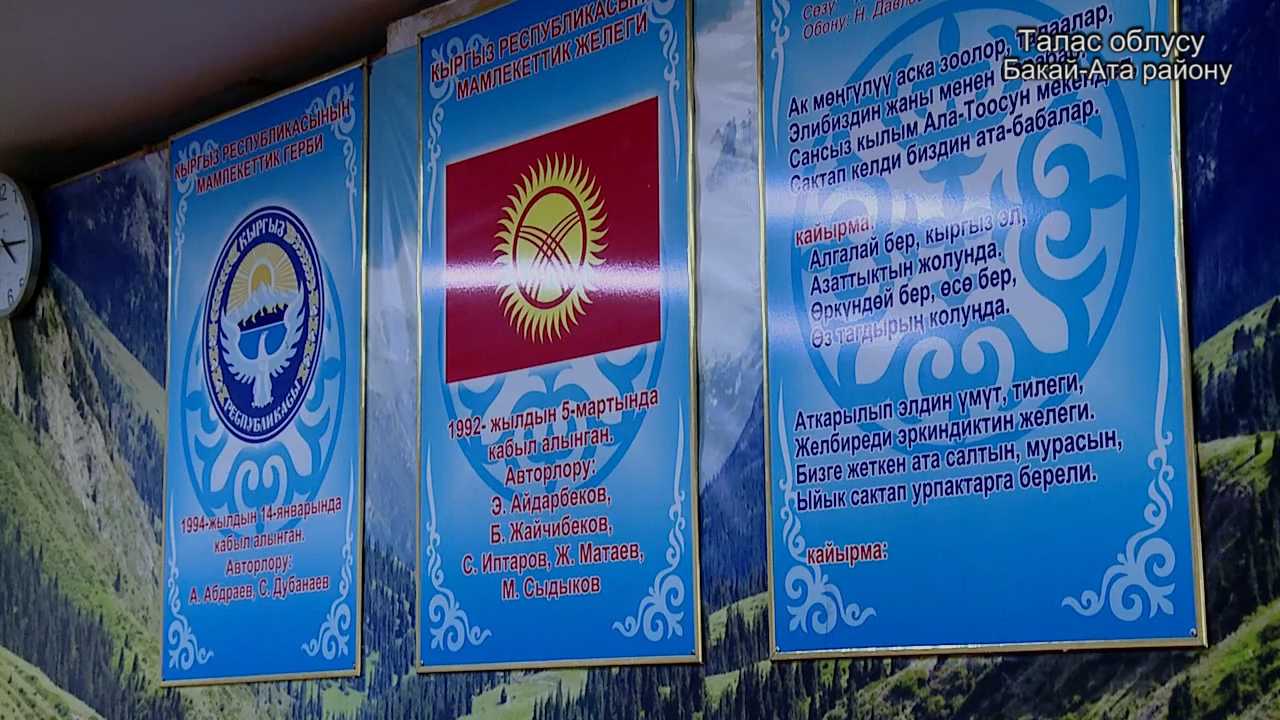 Талас облусу
Бакай-Ата району
КЫРГЫЗ РЕСПУБЛИКАСЫНЫН
МАМЛЕКЕТТИК ГЕРБИ
КЫРГЫЗ
РЕСПУБЛИКАСЫ
1994-жылдын 14-январында
кабыл алынган.
Авторлору:
А. Абдраев, С. Дубанаев
КЫРГЫЗ РЕСПУБЛИКАСЫН
МАМЛЕКЕТТИК ЖЕЛЕГИ
1992- жылдын 5-мартында
кабыл алынган.
Авторлору:
Э. Айдарбеков,
Б. Жайчибеков,
С. Иптаров, Ж. Матаев,
М. Сыдыков
Сөзү:
Обону: Н. Давле
Ак мөңгүлүү аска зоолор,
Элибиздин жаны менен
Сансыз кылым Ала-Тоосун
Сактап келди биздин ата-бабалар.
кайырма:
Алгалай бер, кыргыз эл,
Азаттыктын жолунда.
Өркүндөй бер, өсө бер,
Өз тагдырың колуңда.
Аткарылып элдин үмүт, тилеги,
Желбиреди эркиндиктин желеги.
Бизге жеткен ата салтын, мурасын,
Ыйык сактап урпактарга берели.
кайырма: